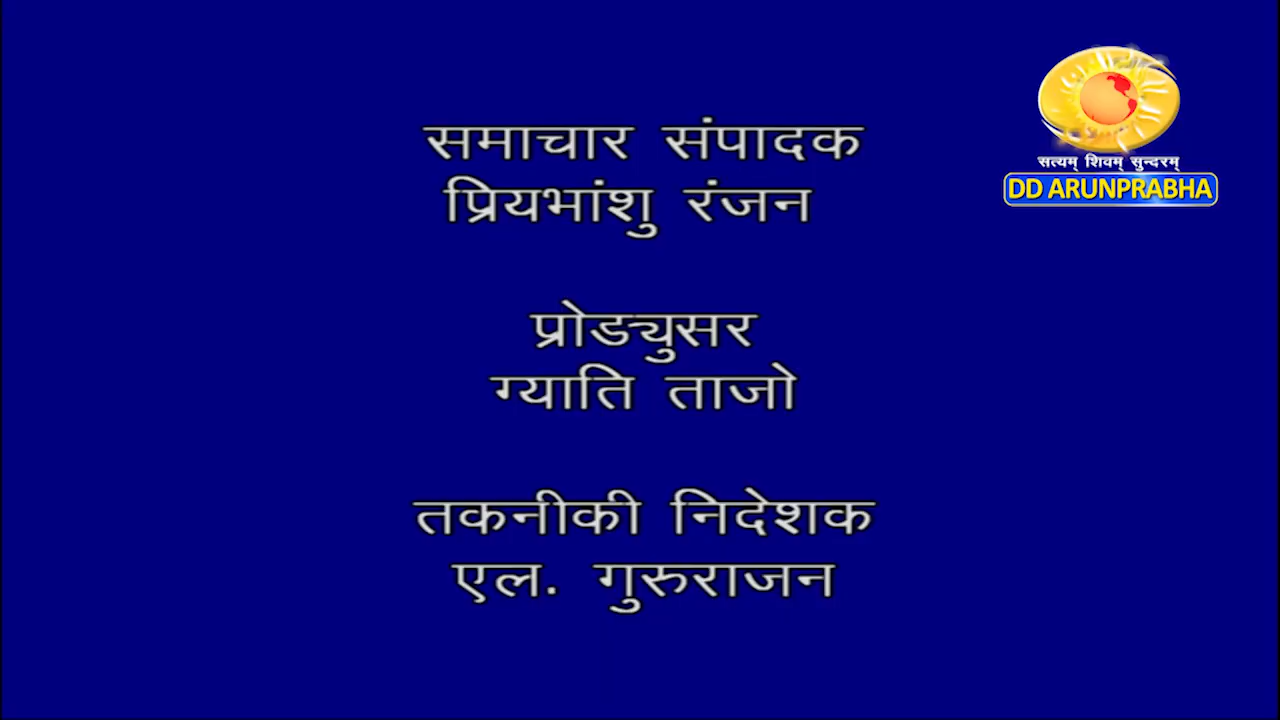 सत्यम् शिवम् सुन्दरम्
DD ARUNPRABHA
समाचार संपादक
प्रियभांशु रंजन
प्रोड्युसर
ग्याति ताजो
तकनीकी निदेशक
एल. गुरुराजन